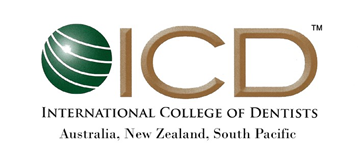 ICD™
INTERNATIONAL COLLEGE OF DENTISTS
Australia, New Zealand, South Pacific